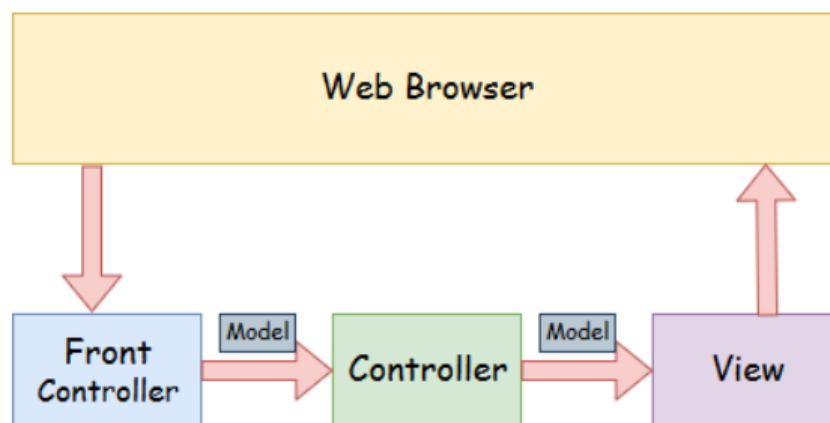 Web Browser
Model
Model
Front
Controller
Controller
View